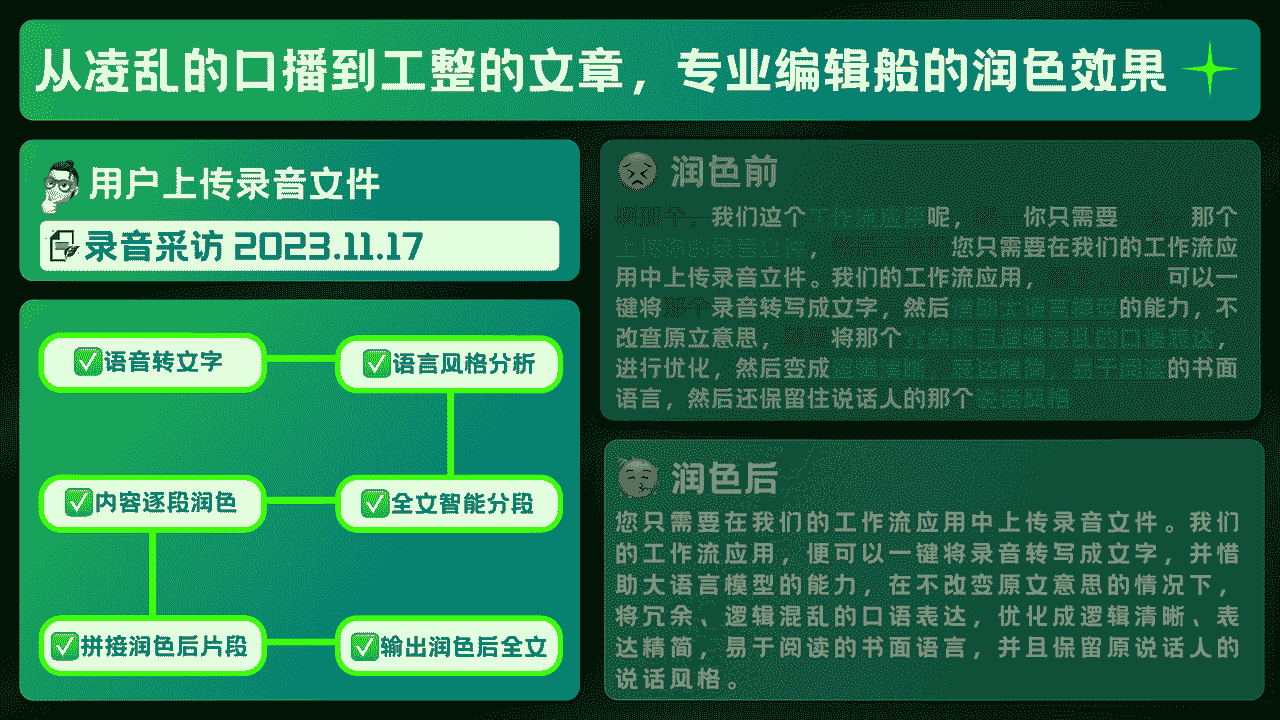 从凌乱的口播到工整的文章，专业编辑般的润色效果
用户上传录音文件
录音采访 2023.11.17
语音转文字
语言风格分析
内容逐段润色
全文智能分段
拼接润色后片段
输出润色后全文
润色前
我们这个 呢， 你只需要 那个
， 您只需要在我们的工作流应
用中上传录音文件。我们的工作流应用， 可以一
键将 录音转写成文字，然后 的能力，不
改查原立意思， 将那个 ，
进行优化，然后变成 的书面
语言，然后还保留住说话人的那个说话风格
润色后
您只需要在我们的工作流应用中上传录音文件。我们
的工作流应用，便可以一键将录音转写成文字，并借
助大语言模型的能力，在不改变原立意思的情况下，
将冗余、逻辑混乱的口语表达，优化成逻辑清晰、表
达精简，易于阅读的书面语言，并且保留原说话人的
说话风格。